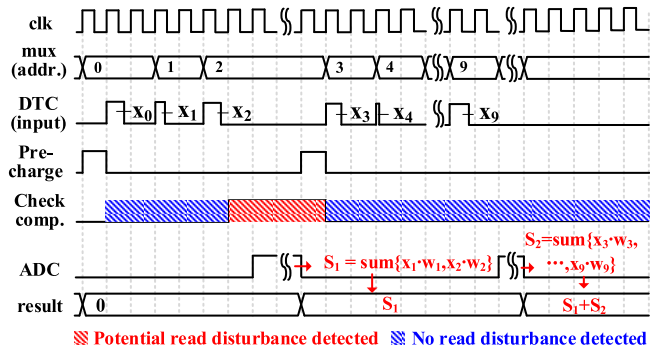 clk
mux
(addr.)
0 1 2 3 4 9
DTC
(input)
x₀ x₁ x₂ x₃ x₄ x₉
Pre-
charge
Check
comp.
ADC
S₁ = sum{x₁·w₁,x₂·w₂}
S₂=sum{x₃·w₃,
···,x₉·w₉}
result
0 S₁ S₁+S₂
Potential read disturbance detected No read disturbance detected